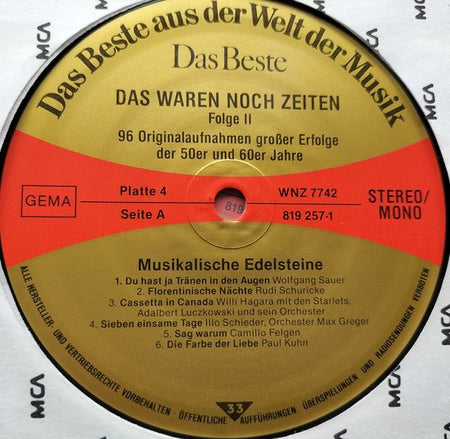 Das Beste aus der Welt der Musik
Das Beste
DAS WAREN NOCH ZEITEN
Folge II
96 Originalaufnahmen großer Erfolge
der 50er und 60er Jahre
GEMA
Platte 4
WNZ 7742
STEREO/
MONO
Seite A
819
819 257-1
Musikalische Edelsteine
1. Du hast ja Tränen in den Augen Wolfgang Sauer
2. Florentinische Nächte Rudi Schuricke
3. Cassetta in Canada Willi Hagara mit den Starlets,
Adalbert Luczkowski und sein Orchester
4. Sieben einsame Tage Illo Schieder, Orchester Max Greger
5. Sag warum Camillo Felgen
6. Die Farbe der Liebe Paul Kuhn
33
ALLE HERSTELLER- UND VERTRIEBSRECHTE VORBEHALTEN · ÖFFENTLICHE AUFFÜHRUNGEN, ÜBERSPIELUNGEN UND RADIOSENDUNGEN VERBOTEN
MCA
MCA
MCA
MCA
MCA
MCA